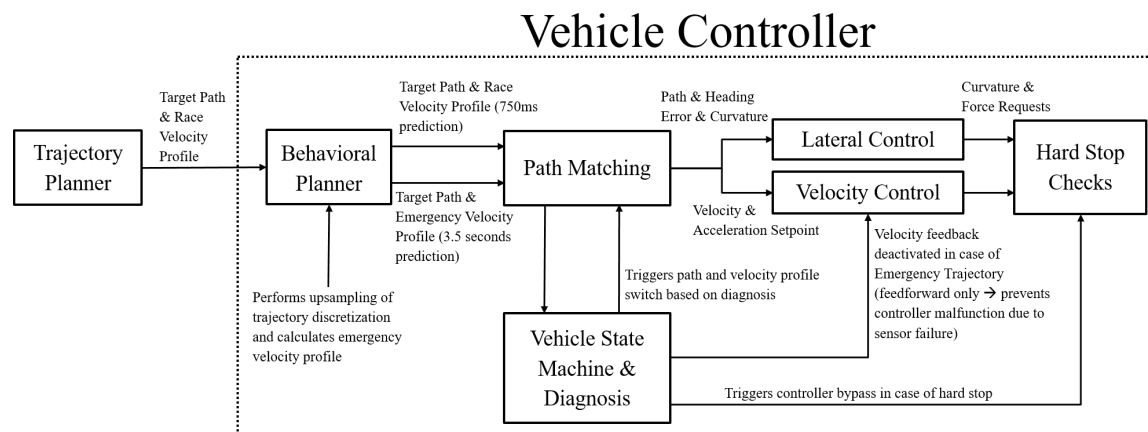 Vehicle Controller
Target Path
& Race
Velocity
Profile
Trajectory
Planner
Behavioral
Planner
Target Path & Race
Velocity Profile (750ms
prediction)
Target Path &
Emergency Velocity
Profile (3.5 seconds
prediction)
Performs upsampling of
trajectory discretization
and calculates emergency
velocity profile
Path Matching
Path & Heading
Error & Curvature
Velocity &
Acceleration Setpoint
Lateral Control
Velocity Control
Curvature &
Force Requests
Hard Stop
Checks
Triggers path and velocity profile
switch based on diagnosis
Velocity feedback
deactivated in case of
Emergency Trajectory
(feedforward only → prevents
controller malfunction due to
sensor failure)
Vehicle State
Machine &
Diagnosis
Triggers controller bypass in case of hard stop